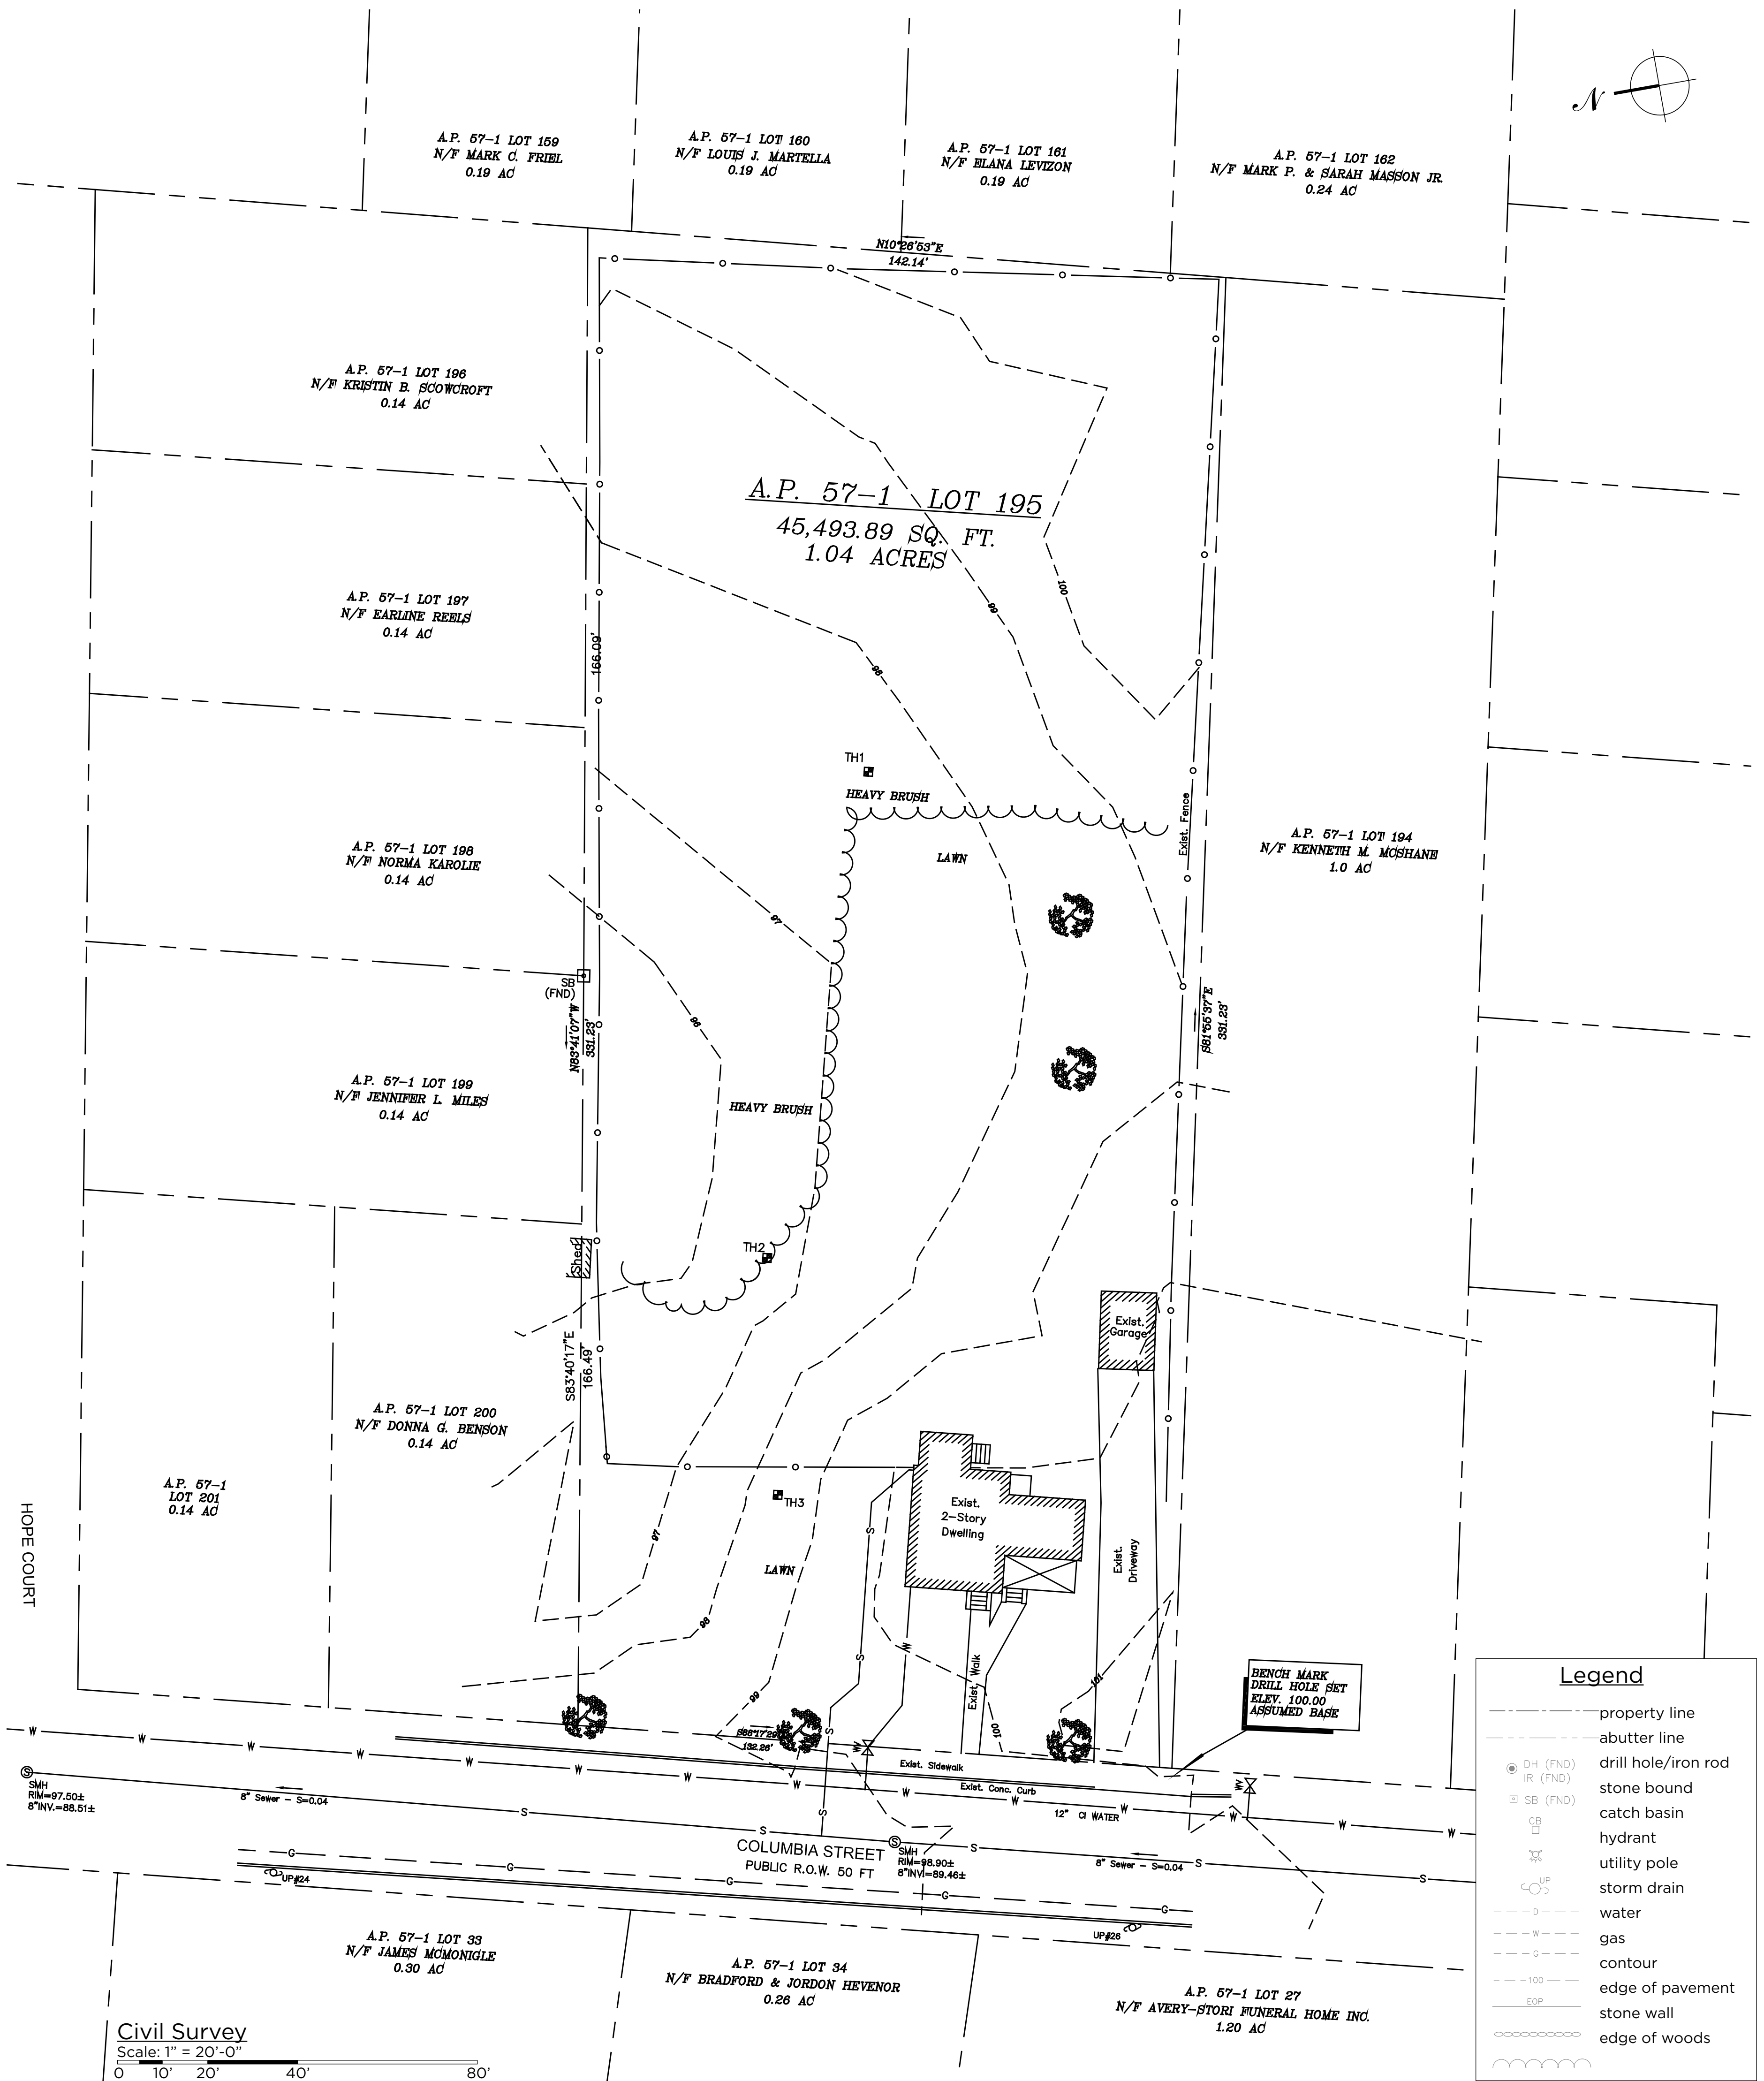 N
A.P. 57-1 LOT 159
N/F MARK C. FRIEL
0.19 AC
A.P. 57-1 LOT 160
N/F LOUIS J. MARTELLA
0.19 AC
A.P. 57-1 LOT 161
N/F ELANA LEVIZON
0.19 AC
A.P. 57-1 LOT 162
N/F MARK P. & SARAH MASSON JR.
0.24 AC
N10°26'53"E
142.14'
A.P. 57-1 LOT 196
N/F KRISTIN B. SCOWCROFT
0.14 AC
A.P. 57-1 LOT 195
45,493.89 SQ. FT.
1.04 ACRES
100
99
A.P. 57-1 LOT 197
N/F EARLINE REELS
0.14 AC
166.09'
98
TH1
HEAVY BRUSH
LAWN
Exist. Fence
A.P. 57-1 LOT 194
N/F KENNETH M. MCSHANE
1.0 AC
A.P. 57-1 LOT 198
N/F NORMA KAROLIE
0.14 AC
97
SB
(FND)
N83°41'07"W
331.23'
96
S81°55'37"E
331.23'
A.P. 57-1 LOT 199
N/F JENNIFER L. MILES
0.14 AC
HEAVY BRUSH
Shed
TH2
Exist.
Garage
S83°40'17"E
166.49'
A.P. 57-1 LOT 200
N/F DONNA G. BENSON
0.14 AC
A.P. 57-1
LOT 201
0.14 AC
HOPE COURT
TH3
Exist.
2-Story
Dwelling
97
LAWN
Exist.
Driveway
98
S
S
W
Exist. Walk
99
100
101
BENCH MARK
DRILL HOLE SET
ELEV. 100.00
ASSUMED BASE
132.26'
S
S
Exist. Sidewalk
Exist. Conc. Curb
12" CI WATER
W W W W W W W W W W W W W
SMH
RIM=97.50±
8"INV.=88.51±
8" Sewer - S=0.04
S S S S S S
COLUMBIA STREET
PUBLIC R.O.W. 50 FT
SMH
RIM=98.90±
8"INV.=89.46±
8" Sewer - S=0.04
G G G G G
UP#24
UP#26
A.P. 57-1 LOT 33
N/F JAMES MCMONIGLE
0.30 AC
A.P. 57-1 LOT 34
N/F BRADFORD & JORDON HEVENOR
0.26 AC
A.P. 57-1 LOT 27
N/F AVERY-STORI FUNERAL HOME INC.
1.20 AC
Civil Survey
Scale: 1" = 20'-0"
0 10' 20' 40' 80'
Legend
property line
abutter line
DH (FND) drill hole/iron rod
IR (FND)
stone bound
SB (FND)
catch basin
CB
hydrant
utility pole
UP storm drain
D water
W gas
G contour
100 edge of pavement
EOP stone wall
edge of woods